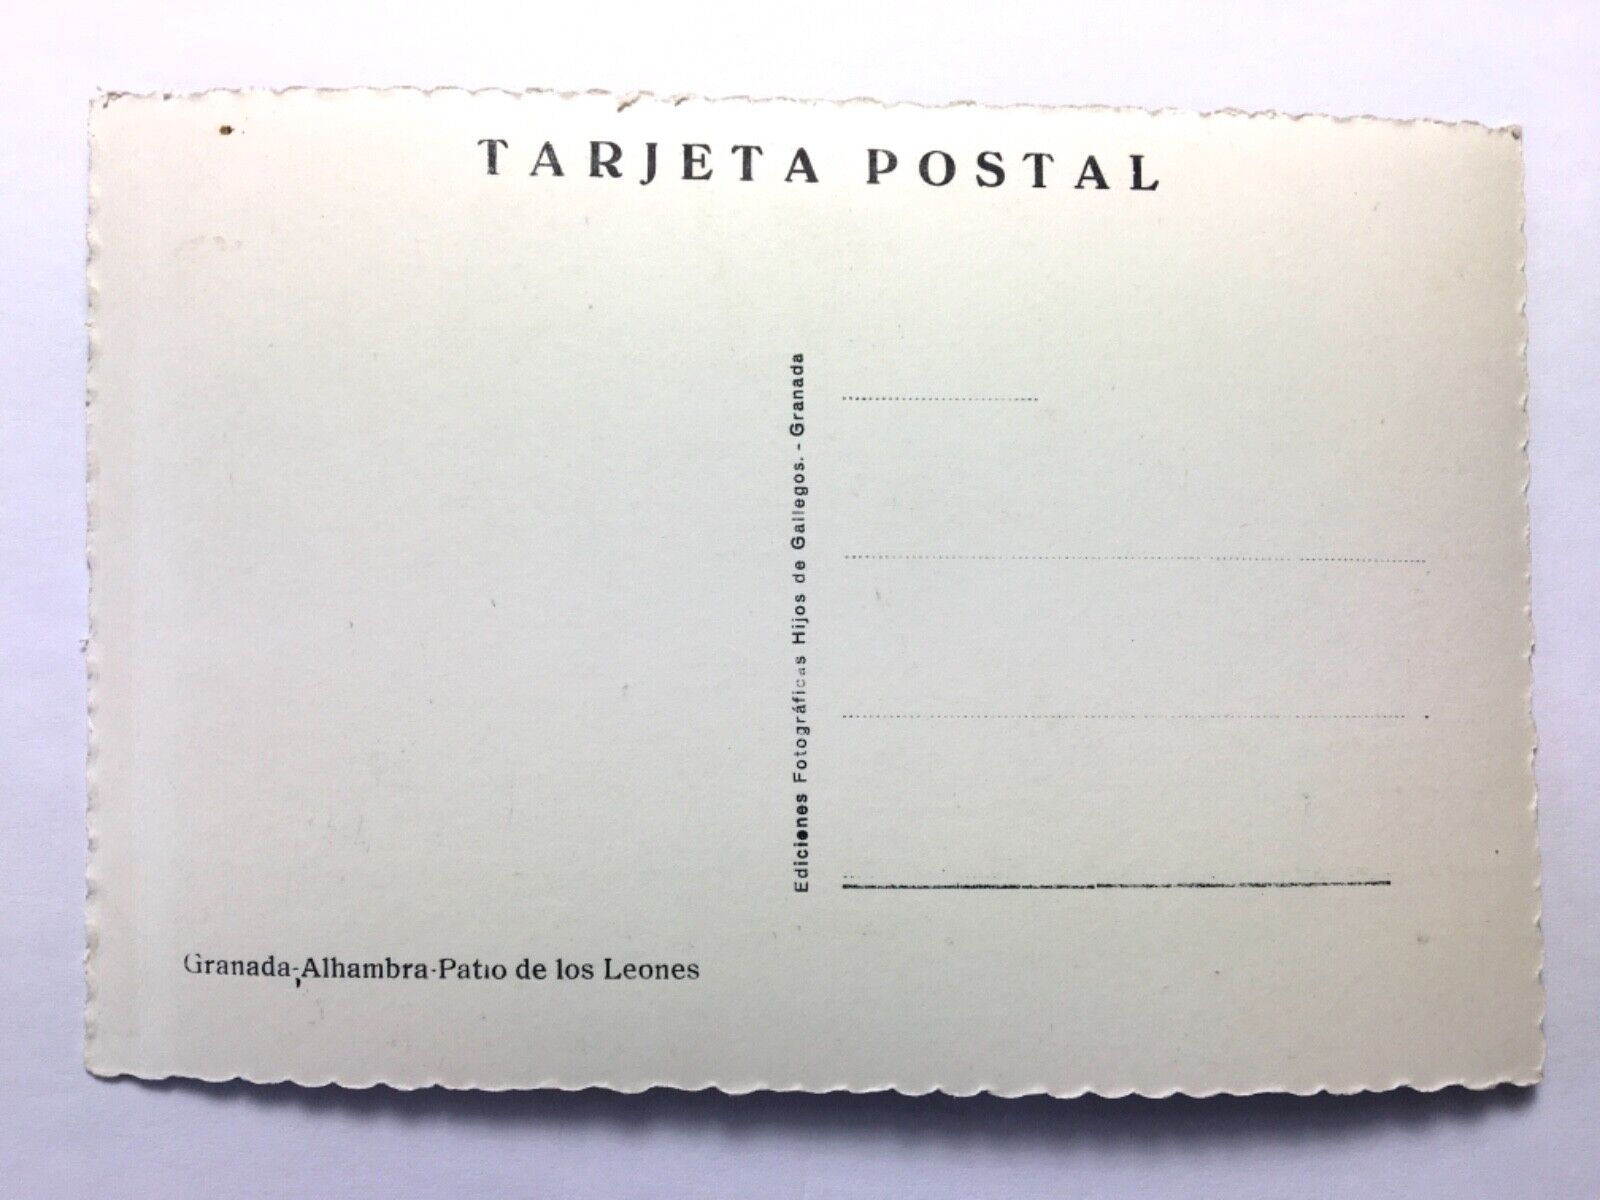 TARJETA POSTAL
Ediciones Fotográficas Hijos de Gallegos. - Granada
Granada-Alhambra-Patio de los Leones